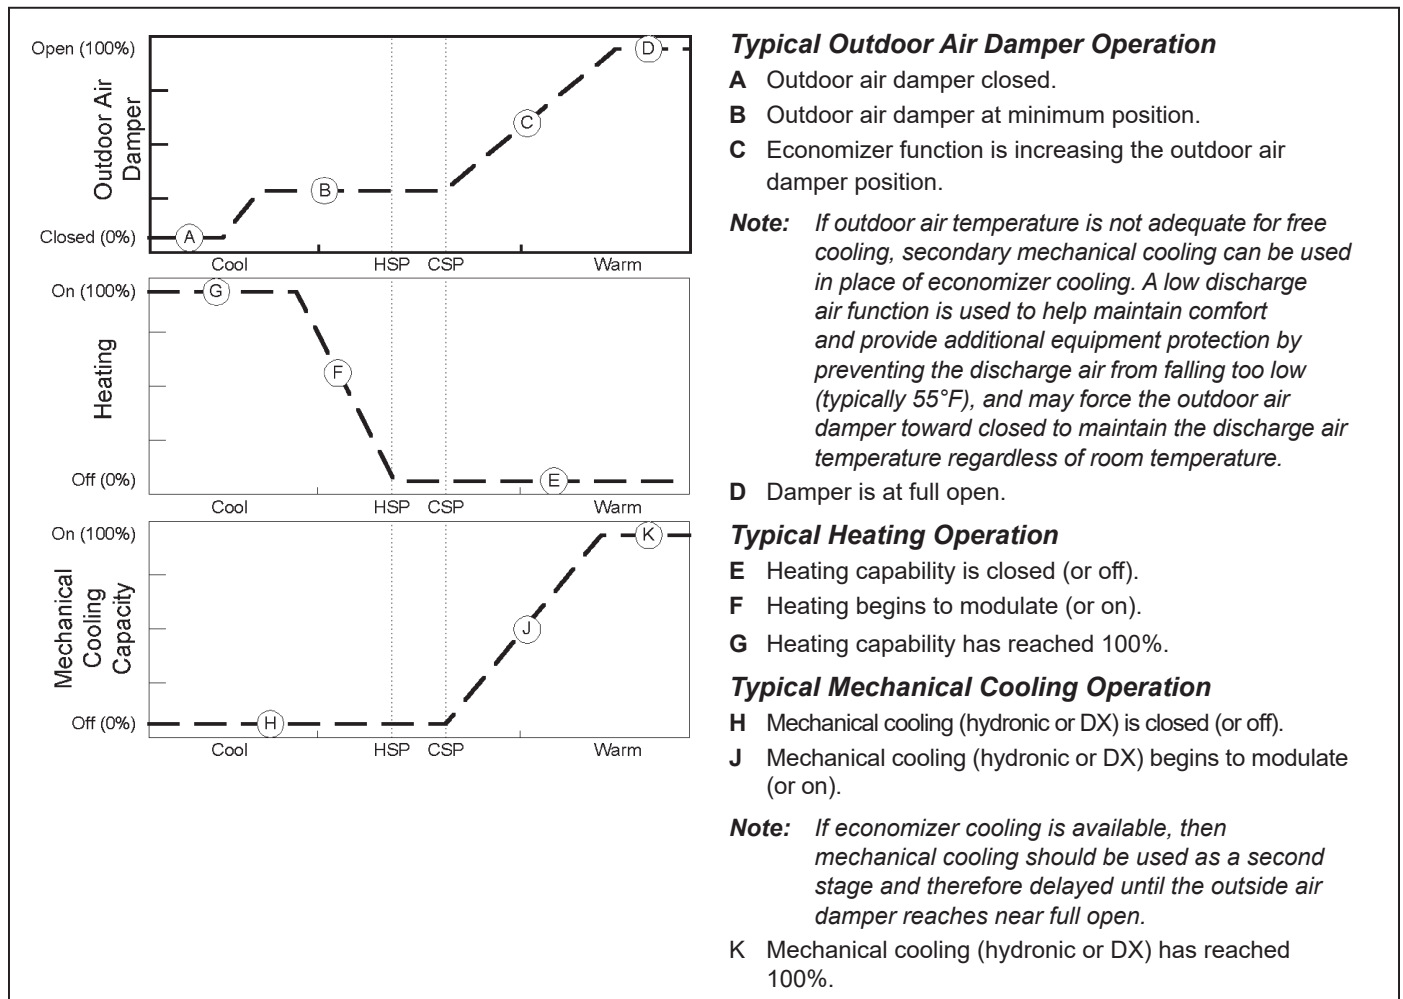 Open (100%)
Outdoor Air
Damper
Closed (0%)
A
B
C
D
Cool
HSP
CSP
Warm
On (100%)
Heating
Off (0%)
G
F
E
Cool
HSP
CSP
Warm
On (100%)
Mechanical
Cooling
Capacity
Off (0%)
H
J
K
Cool
HSP
CSP
Warm
Typical Outdoor Air Damper Operation
A Outdoor air damper closed.
B Outdoor air damper at minimum position.
C Economizer function is increasing the outdoor air
damper position.
Note: If outdoor air temperature is not adequate for free
cooling, secondary mechanical cooling can be used
in place of economizer cooling. A low discharge
air function is used to help maintain comfort
and provide additional equipment protection by
preventing the discharge air from falling too low
(typically 55°F), and may force the outdoor air
damper toward closed to maintain the discharge air
temperature regardless of room temperature.
D Damper is at full open.
Typical Heating Operation
E Heating capability is closed (or off).
F Heating begins to modulate (or on).
G Heating capability has reached 100%.
Typical Mechanical Cooling Operation
H Mechanical cooling (hydronic or DX) is closed (or off).
J Mechanical cooling (hydronic or DX) begins to modulate
(or on).
Note: If economizer cooling is available, then
mechanical cooling should be used as a second
stage and therefore delayed until the outside air
damper reaches near full open.
K Mechanical cooling (hydronic or DX) has reached
100%.